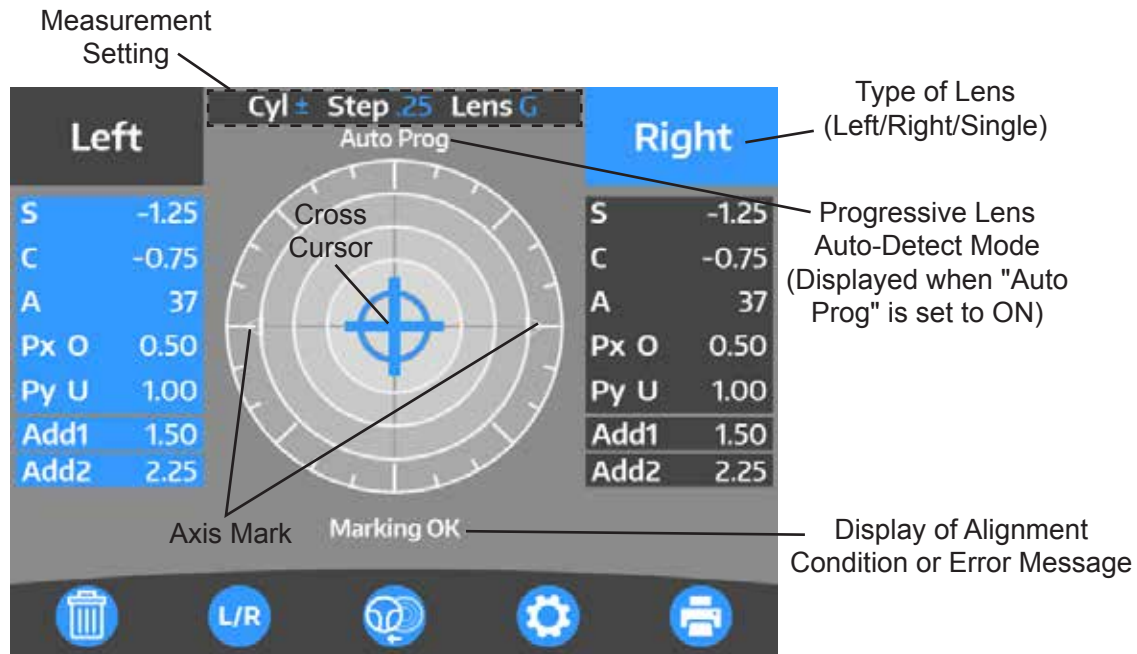 Measurement
Setting
Cyl ± Step .25 Lens G
Type of Lens
(Left/Right/Single)
Left
Auto Prog
Right
S -1.25
C -0.75
A 37
Px O 0.50
Py U 1.00
Add1 1.50
Add2 2.25
Cross
Cursor
S -1.25
C -0.75
A 37
Px O 0.50
Py U 1.00
Add1 1.50
Add2 2.25
Progressive Lens
Auto-Detect Mode
(Displayed when "Auto
Prog" is set to ON)
Axis Mark
Marking OK
Display of Alignment
Condition or Error Message
L/R